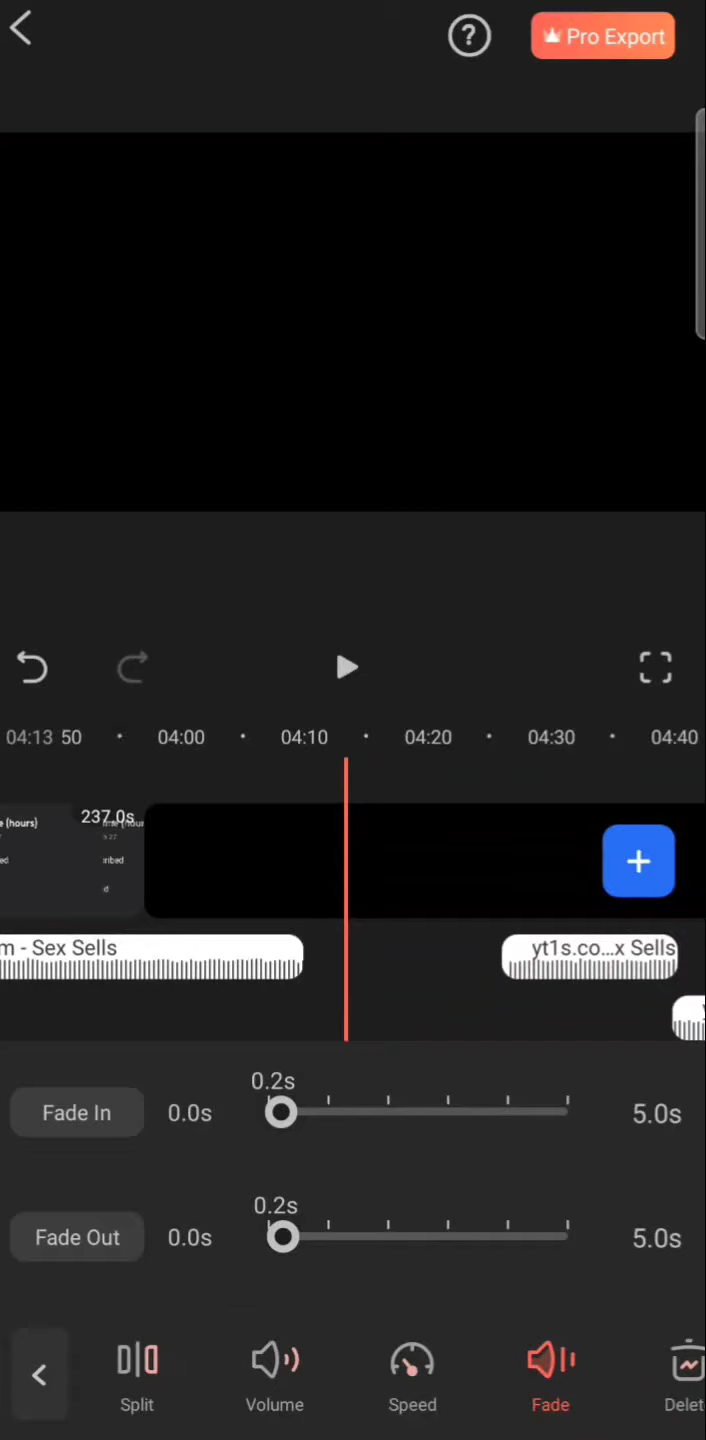 ?
Pro Export
04:13 50 04:00 04:10 04:20 04:30 04:40
(hours)
237.0s
m - Sex Sells
yt1s.co...x Sells
0.2s
Fade In 0.0s 5.0s
0.2s
Fade Out 0.0s 5.0s
Split Volume Speed Fade Delet